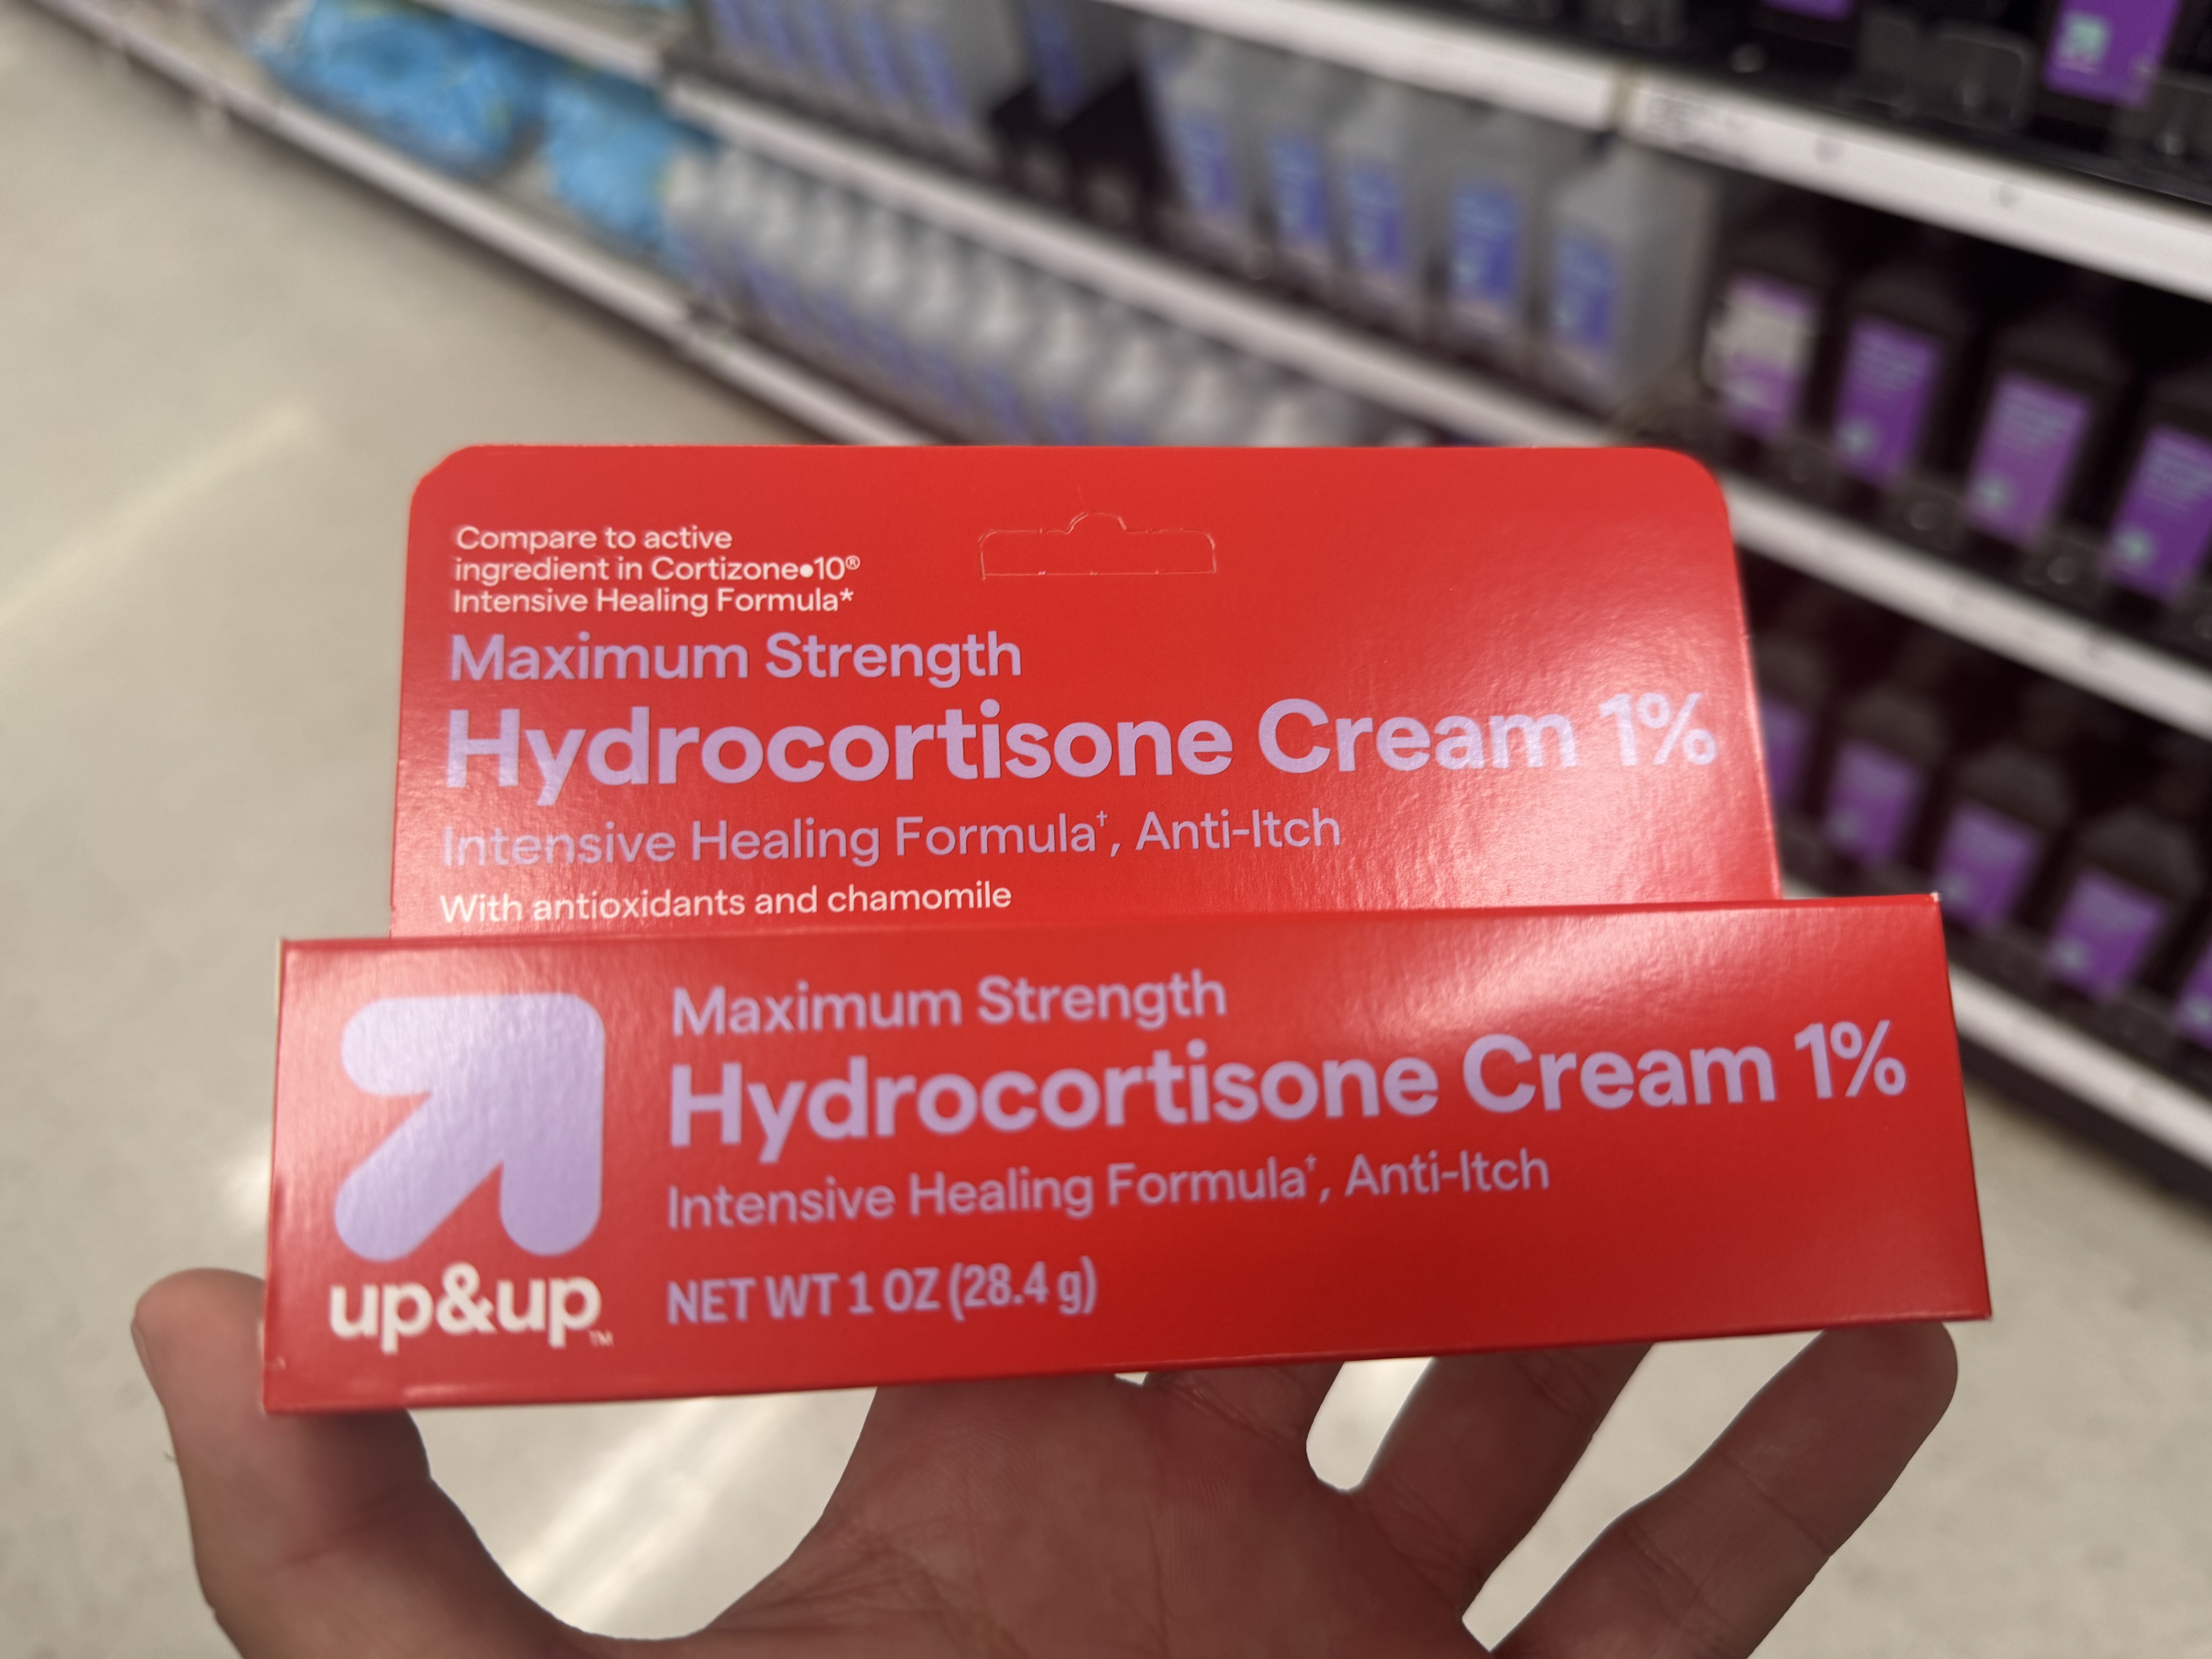 Compare to active
ingredient in Cortizone•10®
Intensive Healing Formula*
Maximum Strength
Hydrocortisone Cream 1%
Intensive Healing Formula†, Anti-Itch
With antioxidants and chamomile
Maximum Strength
Hydrocortisone Cream 1%
Intensive Healing Formula†, Anti-Itch
NET WT 1 OZ (28.4 g)
up&up™